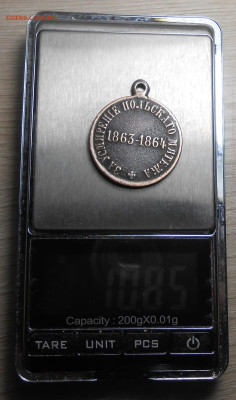 ЗА УСМИРЕНІЕ ПОЛЬСКАГО МЯТЕЖА
1863-1864
1085
Capacity : 200gX0.01g
TARE UNIT PCS